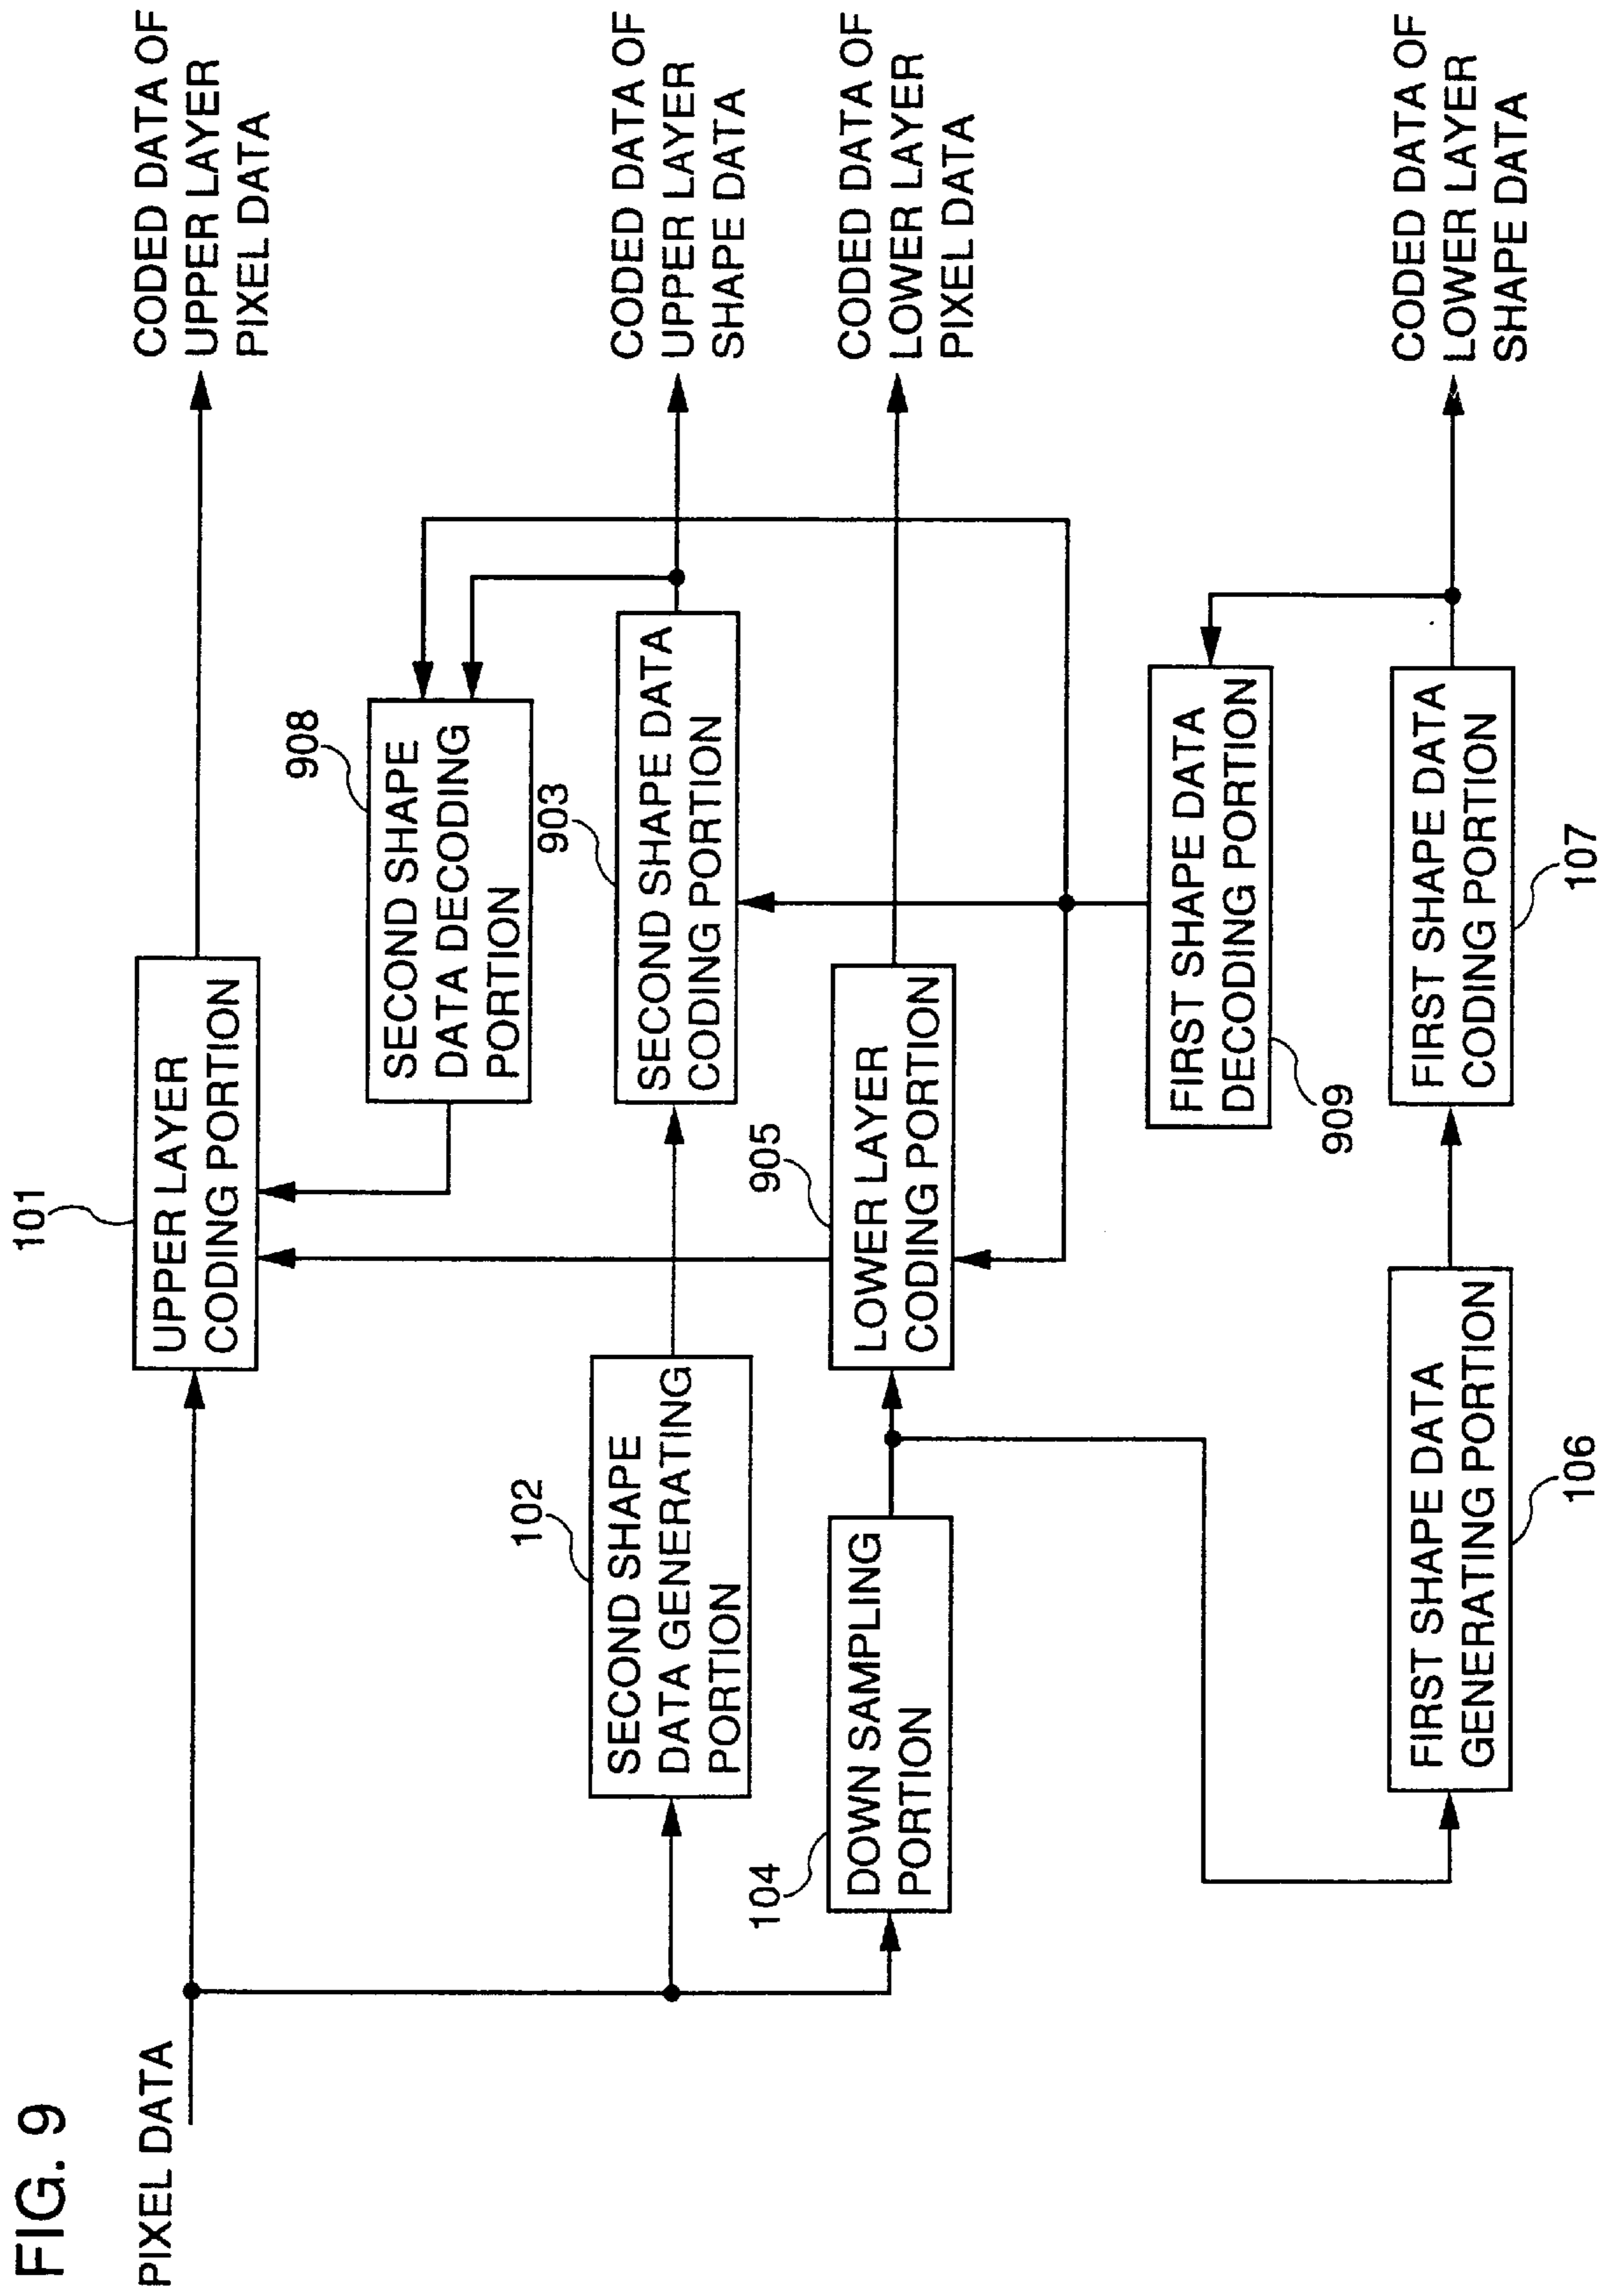 FIG. 9
PIXEL DATA
101
UPPER LAYER
CODING PORTION
CODED DATA OF
UPPER LAYER
PIXEL DATA
908
SECOND SHAPE
DATA DECODING
PORTION
102
SECOND SHAPE
DATA GENERATING
PORTION
903
SECOND SHAPE DATA
CODING PORTION
CODED DATA OF
UPPER LAYER
SHAPE DATA
104
DOWN SAMPLING
PORTION
905
LOWER LAYER
CODING PORTION
CODED DATA OF
LOWER LAYER
PIXEL DATA
FIRST SHAPE DATA
DECODING PORTION
909
FIRST SHAPE DATA
GENERATING PORTION
106
FIRST SHAPE DATA
CODING PORTION
107
CODED DATA OF
LOWER LAYER
SHAPE DATA